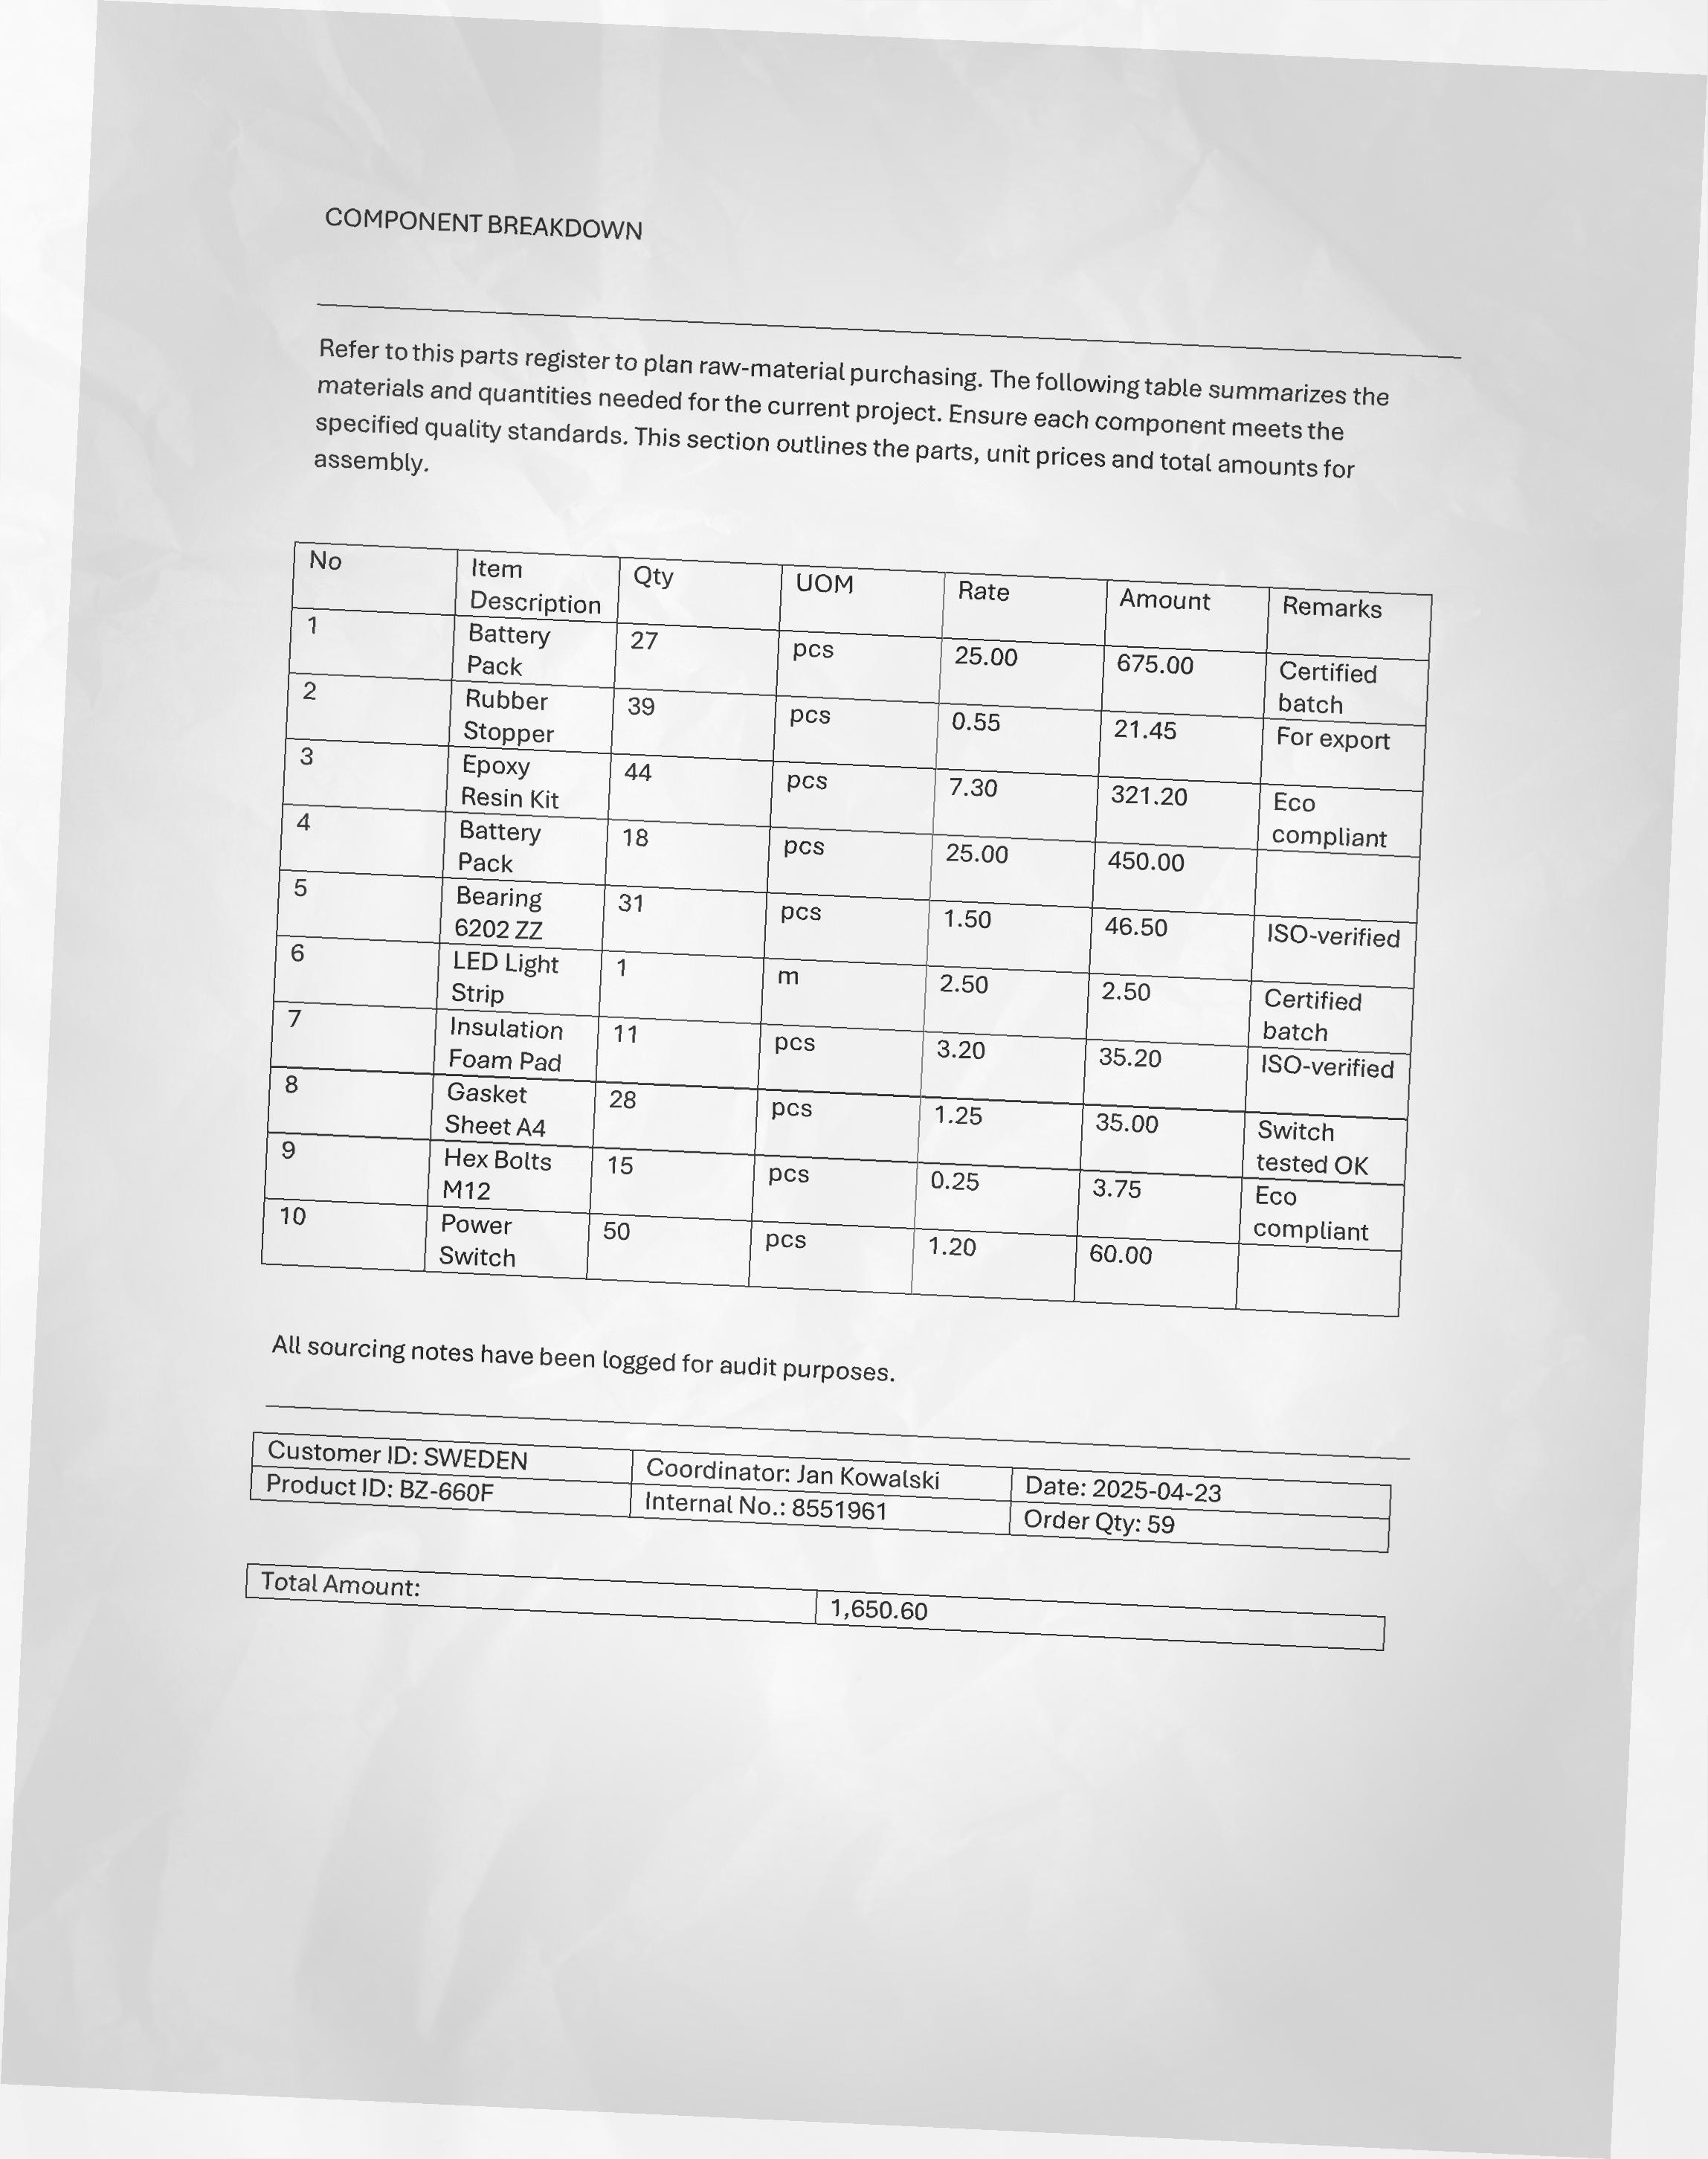 COMPONENT BREAKDOWN
Refer to this parts register to plan raw-material purchasing. The following table summarizes the
materials and quantities needed for the current project. Ensure each component meets the
specified quality standards. This section outlines the parts, unit prices and total amounts for
assembly.
No Item Description Qty UOM Rate Amount Remarks
1 Battery Pack 27 pcs 25.00 675.00 Certified batch
2 Rubber Stopper 39 pcs 0.55 21.45 For export
3 Epoxy Resin Kit 44 pcs 7.30 321.20 Eco compliant
4 Battery Pack 18 pcs 25.00 450.00
5 Bearing 6202 ZZ 31 pcs 1.50 46.50 ISO-verified
6 LED Light Strip 1 m 2.50 2.50 Certified batch
7 Insulation Foam Pad 11 pcs 3.20 35.20 ISO-verified
8 Gasket Sheet A4 28 pcs 1.25 35.00 Switch tested OK
9 Hex Bolts M12 15 pcs 0.25 3.75 Eco compliant
10 Power Switch 50 pcs 1.20 60.00
All sourcing notes have been logged for audit purposes.
Customer ID: SWEDEN Coordinator: Jan Kowalski Date: 2025-04-23
Product ID: BZ-660F Internal No.: 8551961 Order Qty: 59
Total Amount: 1,650.60